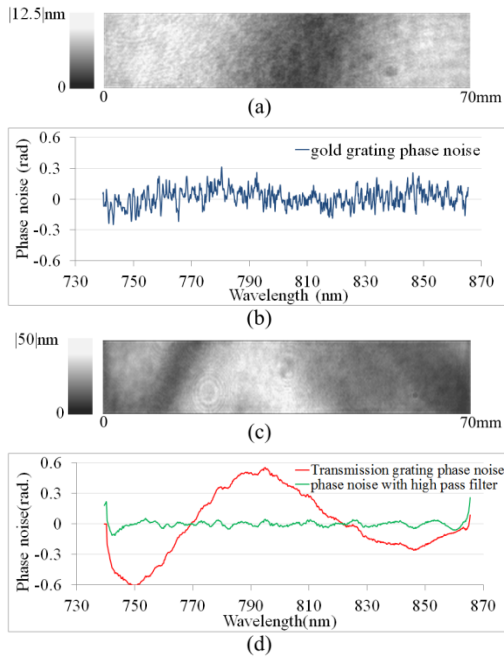 |12.5|nm
0
0
70mm
(a)
0.6
0.3
0
-0.3
-0.6
Phase noise (rad)
gold grating phase noise
730 750 770 790 810 830 850 870
Wavelength (nm)
(b)
|50|nm
0
0
70mm
(c)
0.6
0.3
0
-0.3
-0.6
Phase noise(rad.)
Transmission grating phase noise
phase noise with high pass filter
730 750 770 790 810 830 850 870
Wavelength(nm)
(d)